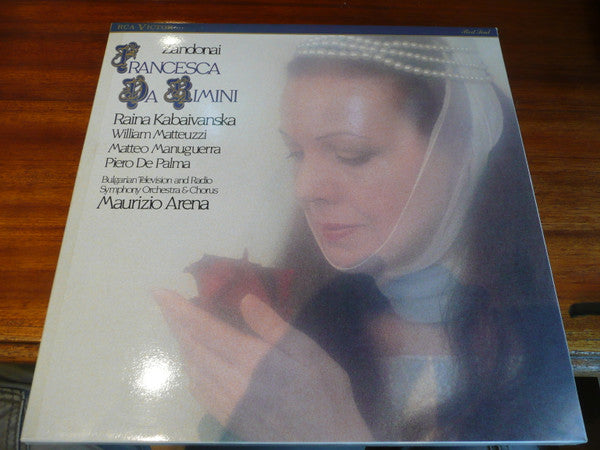 RCA VICTOR
Red Seal
Zandonai
FRANCESCA
DA RIMINI
Raina Kabaivanska
William Matteuzzi
Matteo Manuguerra
Piero De Palma
Bulgarian Television and Radio
Symphony Orchestra & Chorus
Maurizio Arena